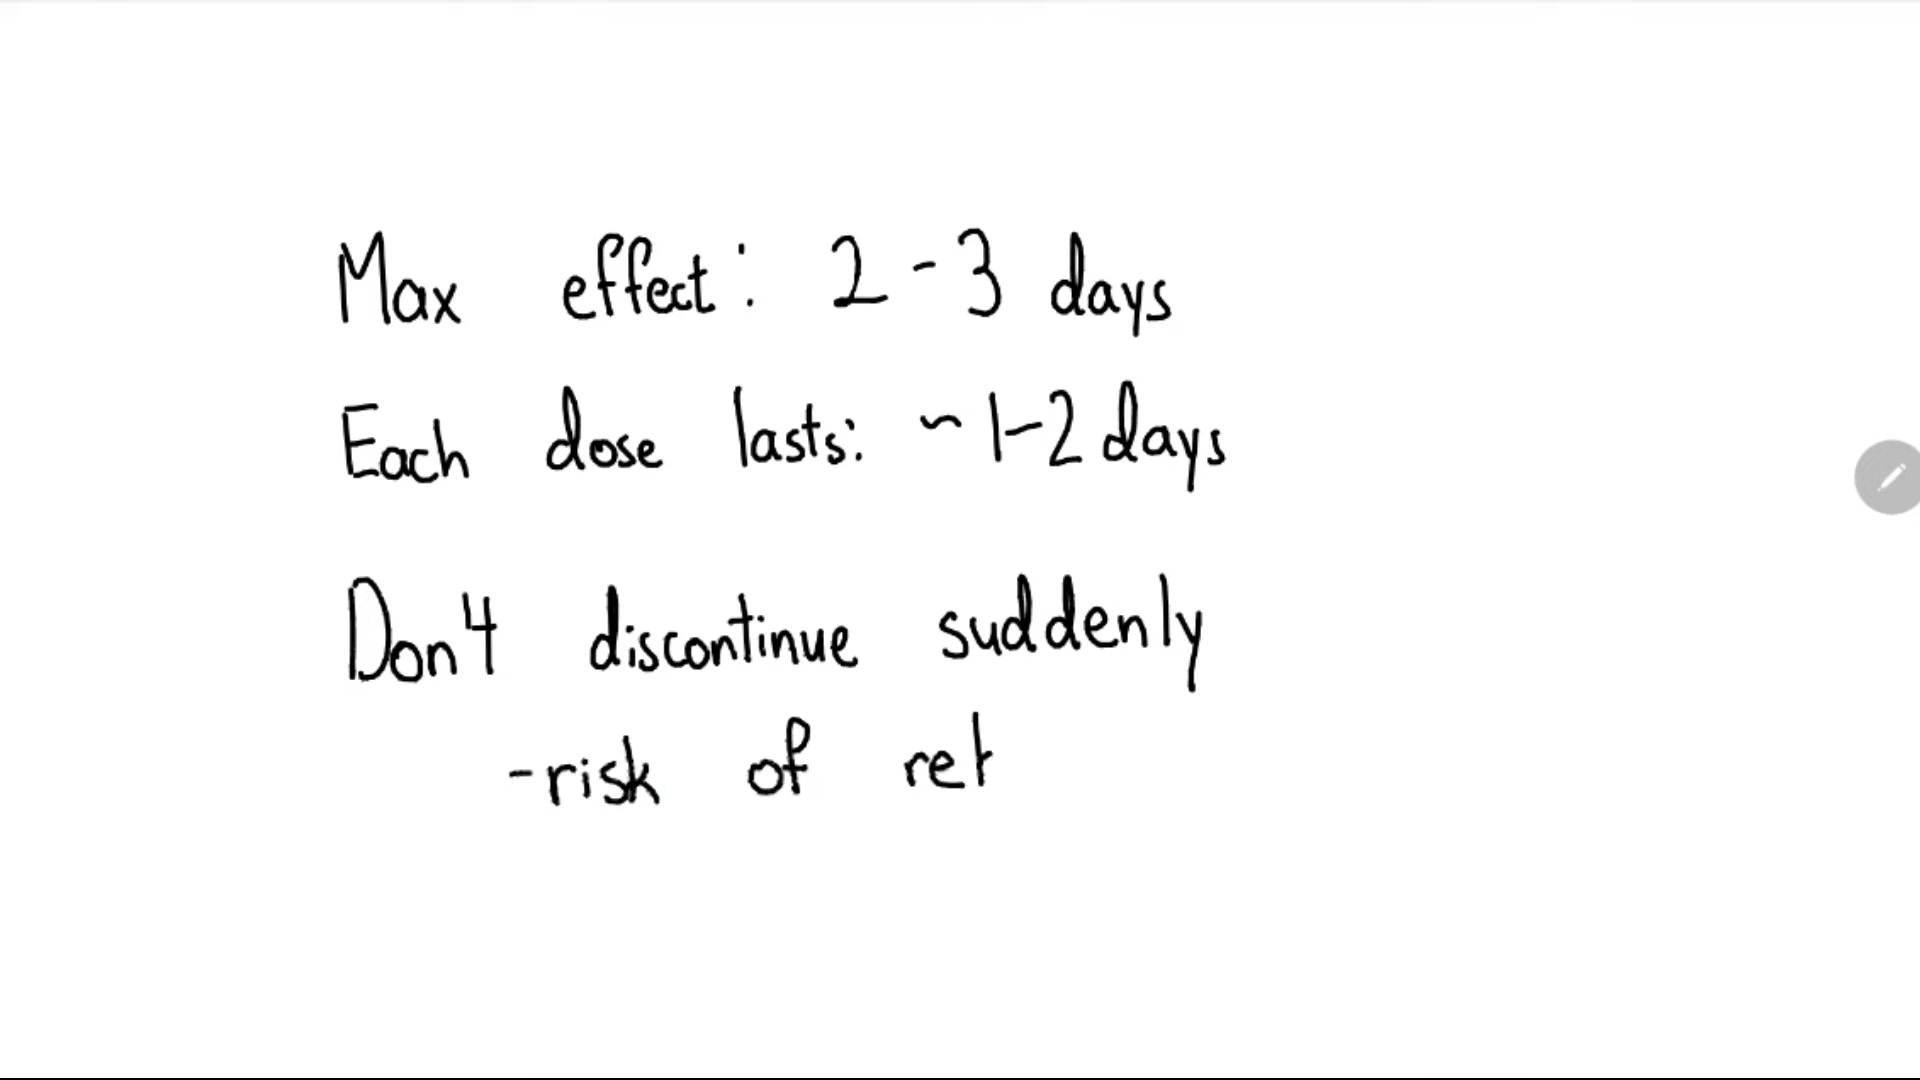 Max effect: 2-3 days
Each dose lasts: ~ 1-2 days
Don't discontinue suddenly
-risk of ret